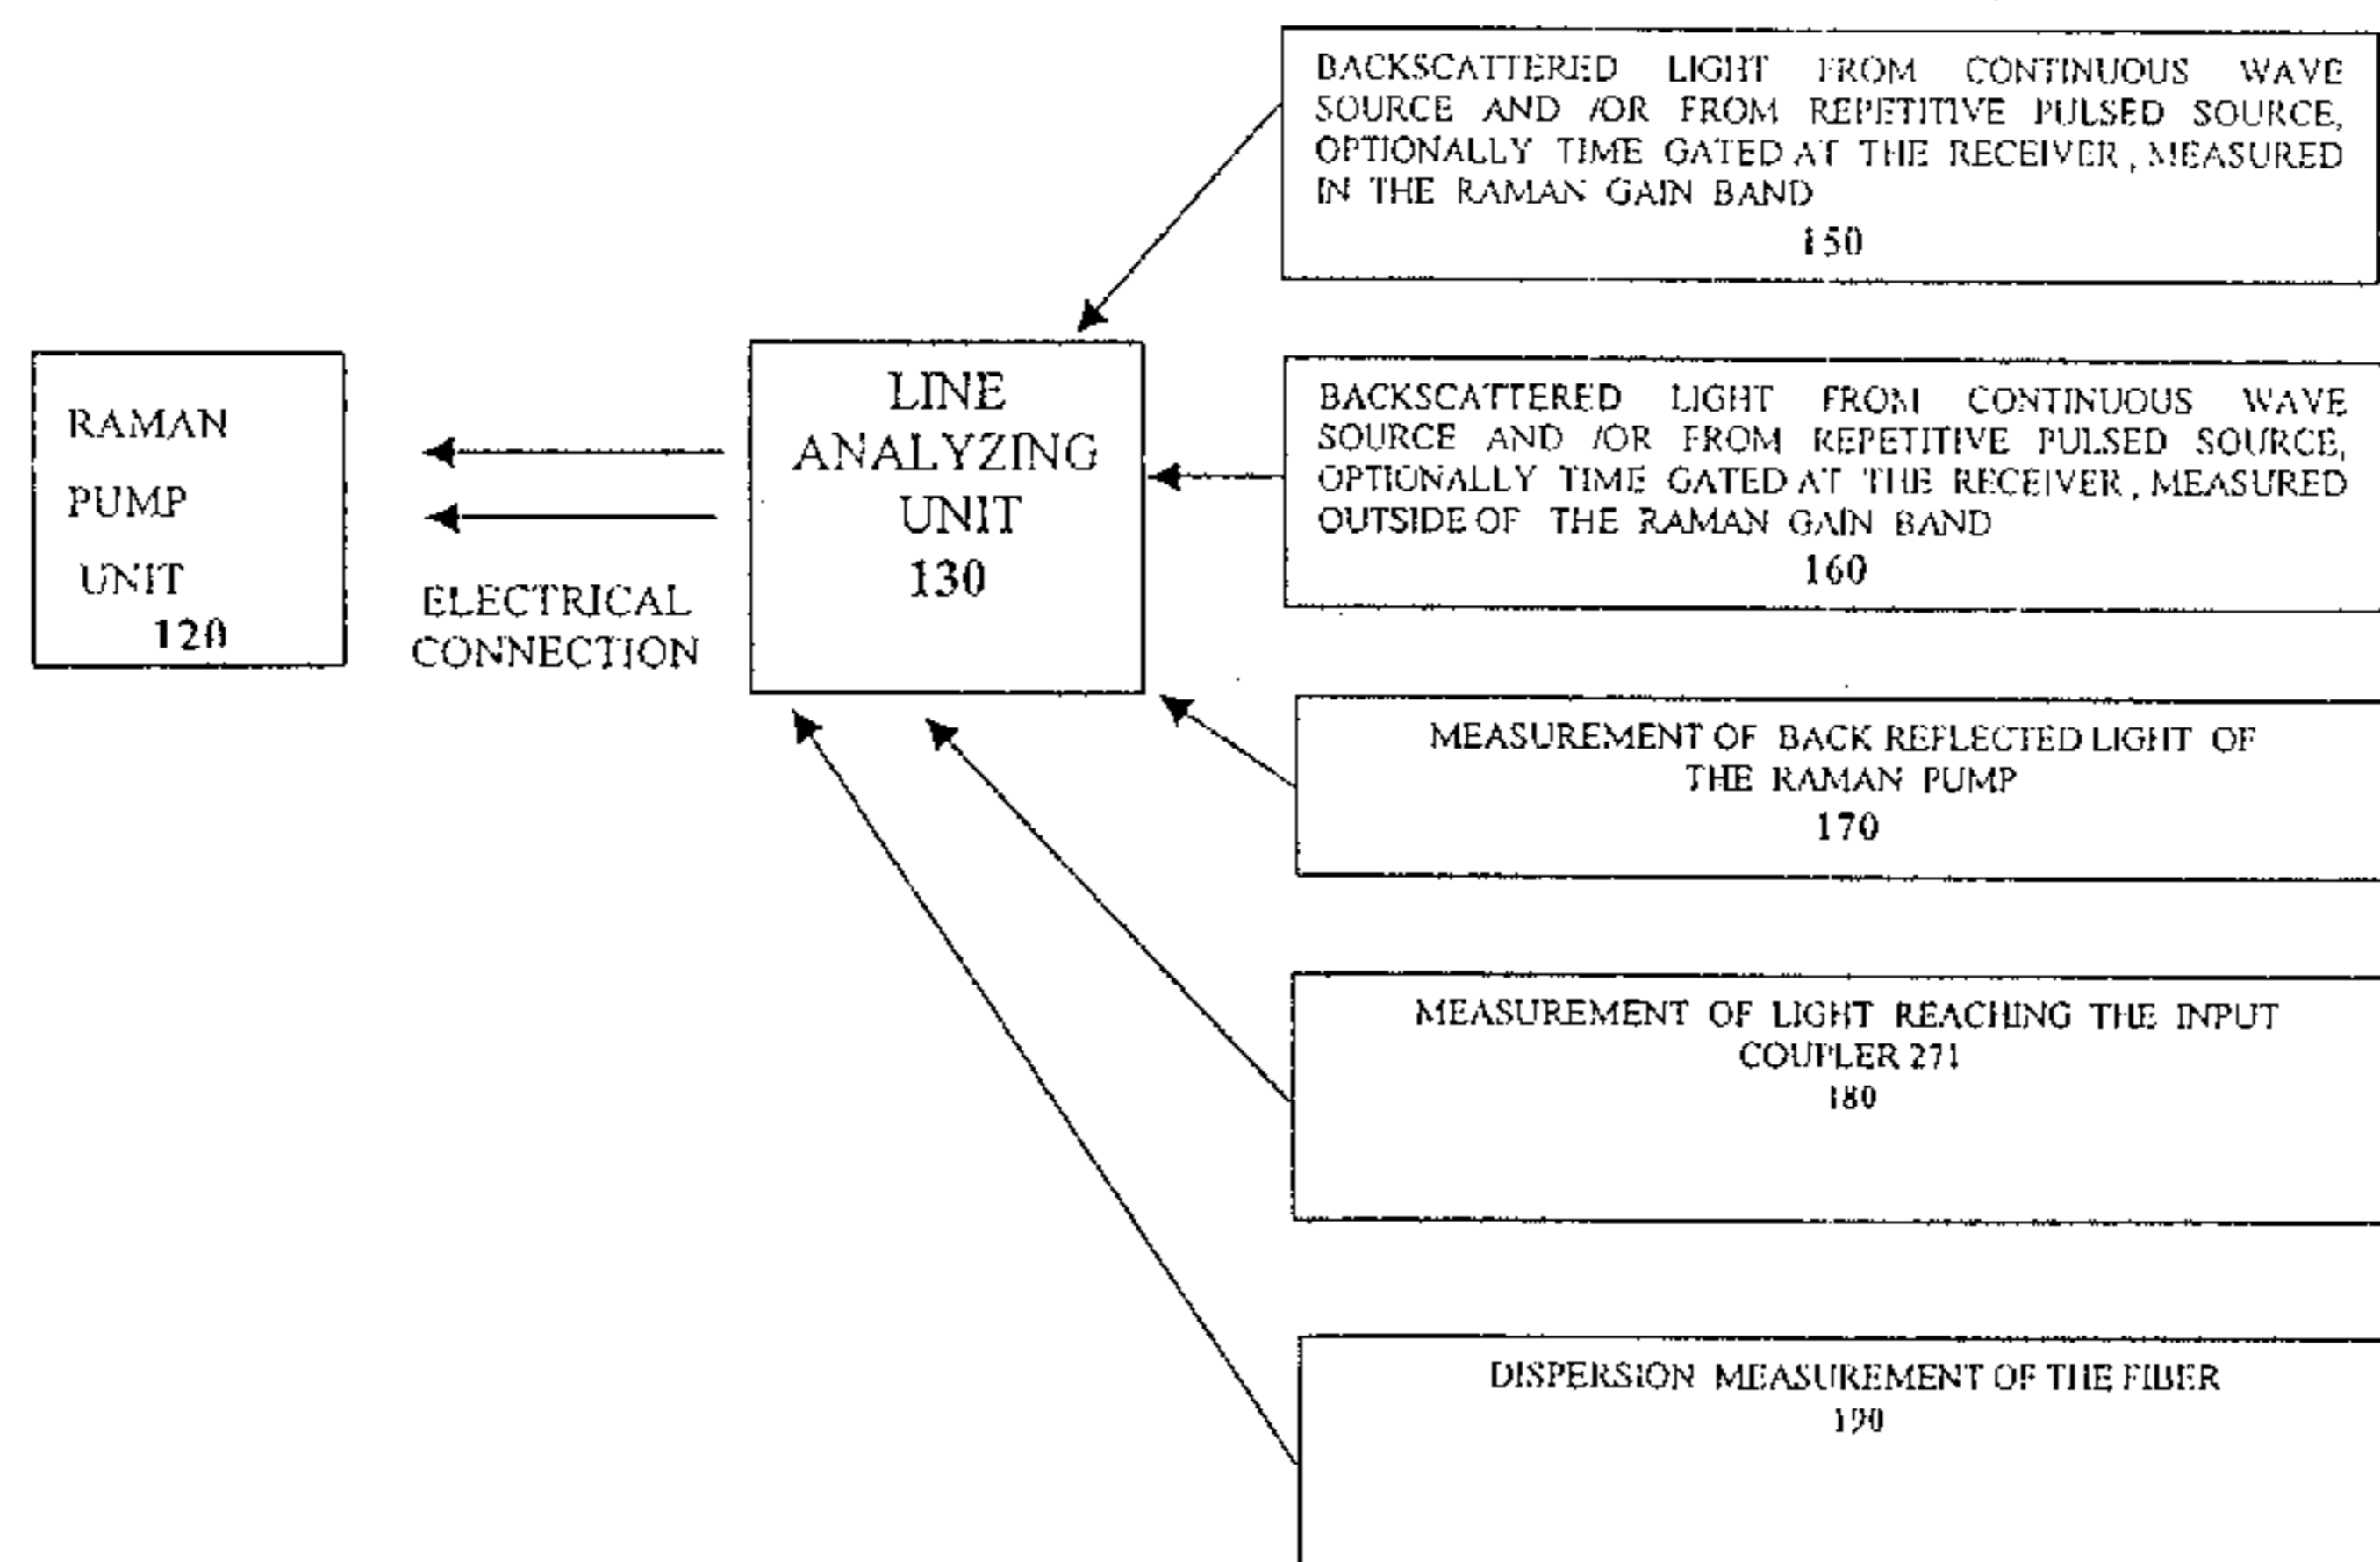 BACKSCATTERED LIGHT FROM CONTINUOUS WAVE
SOURCE AND /OR FROM REPETITIVE PULSED SOURCE,
OPTIONALLY TIME GATED AT THE RECEIVER, MEASURED
IN THE RAMAN GAIN BAND
150
RAMAN
PUMP
UNIT
120
ELECTRICAL
CONNECTION
LINE
ANALYZING
UNIT
130
BACKSCATTERED LIGHT FROM CONTINUOUS WAVE
SOURCE AND /OR FROM REPETITIVE PULSED SOURCE,
OPTIONALLY TIME GATED AT THE RECEIVER, MEASURED
OUTSIDE OF THE RAMAN GAIN BAND
160
MEASUREMENT OF BACK REFLECTED LIGHT OF
THE RAMAN PUMP
170
MEASUREMENT OF LIGHT REACHING THE INPUT
COUPLER 271
180
DISPERSION MEASUREMENT OF THE FIBER
190